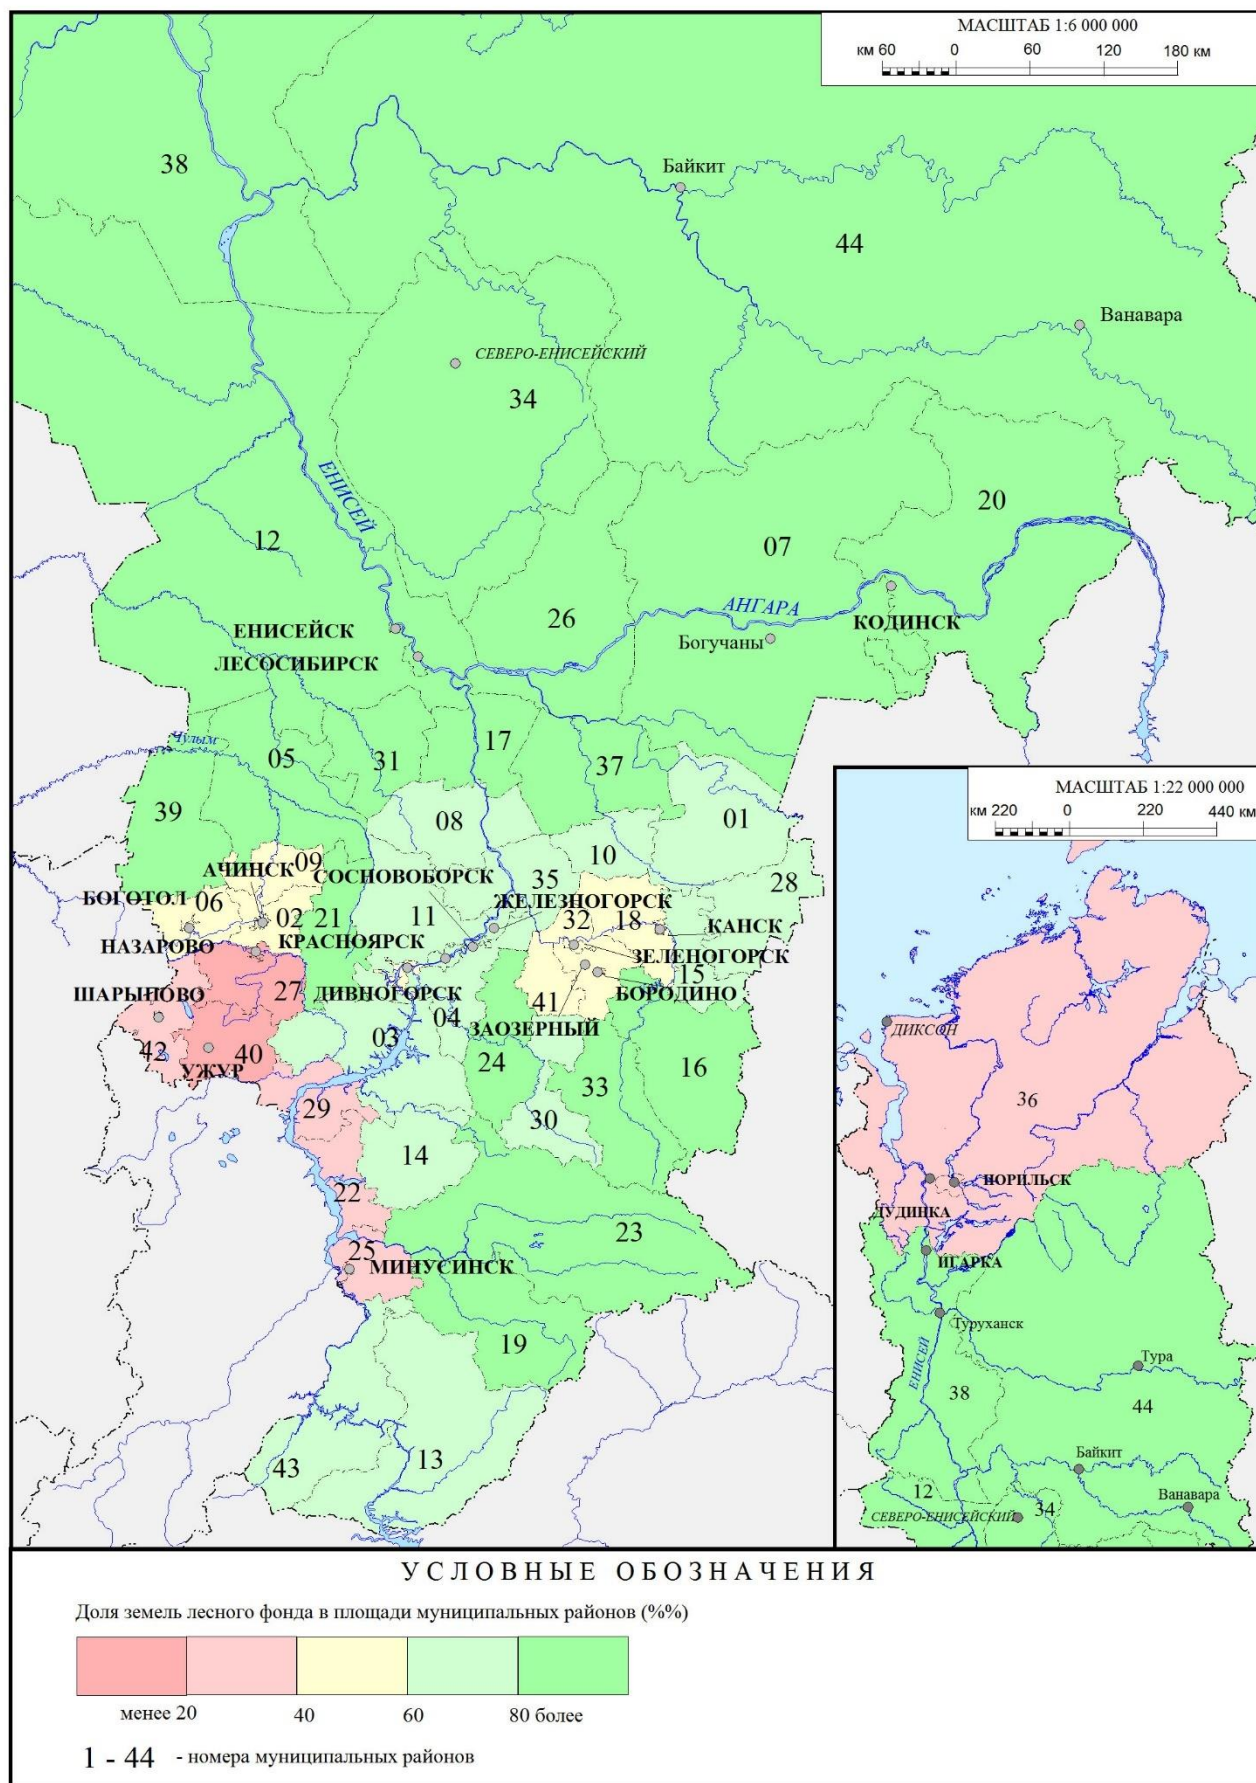 МАСШТАБ 1:6 000 000
км 60 0 60 120 180 км
38
Байкит
44
Ванавара
СЕВЕРО-ЕНИСЕЙСКИЙ
34
ЕНИСЕЙ
20
12
07
АНГАРА
26
КОДИНСК
ЕНИСЕЙСК
Богучаны
ЛЕСОСИБИРСК
Чулым
05
31
17
37
39
08
01
10
АЧИНСК
09
СОСНОВОБОРСК
35
28
БОГОТОЛ
06
ЖЕЛЕЗНОГОРСК
02
21
11
32
18
КАНСК
НАЗАРОВО
КРАСНОЯРСК
ЗЕЛЕНОГОРСК
15
ШАРЫПОВО
27
ДИВНОГОРСК
41
БОРОДИНО
04
ЗАОЗЕРНЫЙ
42
40
03
УЖУР
24
33
16
29
30
14
22
23
25
МИНУСИНСК
19
43
13
МАСШТАБ 1:22 000 000
км 220 0 220 440 км
ДИКСОН
36
НОРИЛЬСК
ДУДИНКА
ИГАРКА
Туруханск
ЕНИСЕЙ
Тура
38
44
Байкит
12
Ванавара
СЕВЕРО-ЕНИСЕЙСКИЙ
34
УСЛОВНЫЕ ОБОЗНАЧЕНИЯ
Доля земель лесного фонда в площади муниципальных районов (%%)
менее 20 40 60 80 более
1 - 44 - номера муниципальных районов